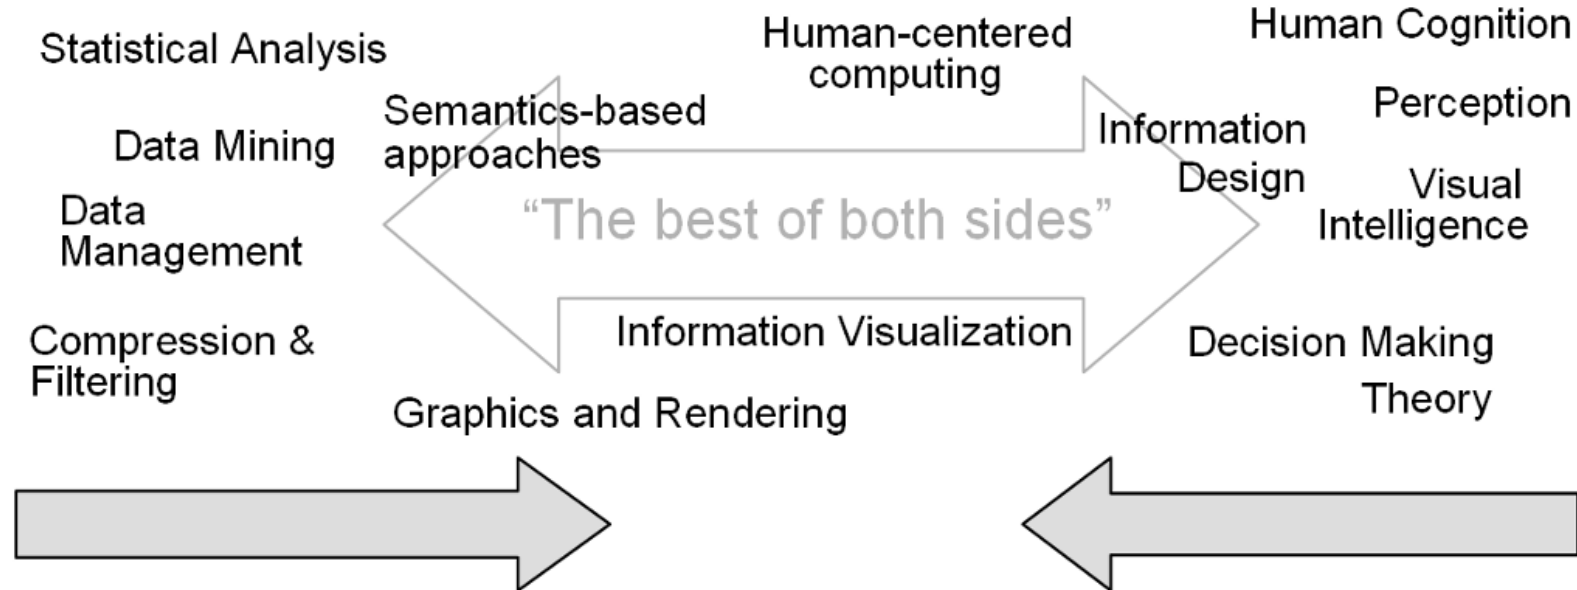 Statistical Analysis
Human-centered
computing
Human Cognition
Semantics-based
approaches
Perception
Information
Design
Data Mining
Visual
Intelligence
Data
Management
“The best of both sides”
Information Visualization
Compression &
Filtering
Decision Making
Theory
Graphics and Rendering